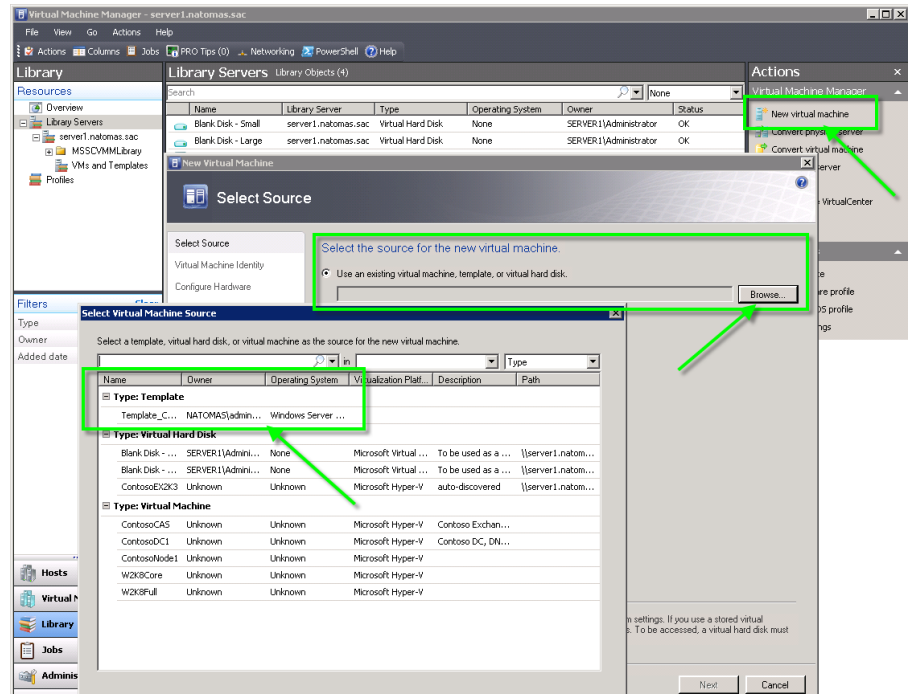 Virtual Machine Manager - server1.natomas.sac
File View Go Actions Help
Actions Columns Jobs PRO Tips (0) Networking PowerShell Help
Library
Resources
Overview
Library Servers
server1.natomas.sac
MSSCVMMLibrary
VMs and Templates
Profiles
Library Servers Library Objects (4)
Search None
Name Library Server Type Operating System Owner Status
Blank Disk - Small server1.natomas.sac Virtual Hard Disk None SERVER1\Administrator OK
Blank Disk - Large server1.natomas.sac Virtual Hard Disk None SERVER1\Administrator OK
Actions
Virtual Machine Manager
New virtual machine
Convert physical server
Convert virtual machine
server
VirtualCenter
re profile
OS profile
ngs
New Virtual Machine
Select Source
Select Source
Virtual Machine Identity
Configure Hardware
Select the source for the new virtual machine.
Use an existing virtual machine, template, or virtual hard disk.
Browse...
Filters
Type
Owner
Added date
Select Virtual Machine Source
Select a template, virtual hard disk, or virtual machine as the source for the new virtual machine.
in Type
Name Owner Operating System Virtualization Platf... Description Path
Type: Template
Template_C... NATOMAS\admin... Windows Server ...
Type: Virtual Hard Disk
Blank Disk - ... SERVER1\Admini... None Microsoft Virtual ... To be used as a ... \\server1.natom...
Blank Disk - ... SERVER1\Admini... None Microsoft Virtual ... To be used as a ... \\server1.natom...
ContosoEX2K3 Unknown Unknown Microsoft Hyper-V auto-discovered \\server1.natom...
Type: Virtual Machine
ContosoCAS Unknown Unknown Microsoft Hyper-V Contoso Exchan...
ContosoDC1 Unknown Unknown Microsoft Hyper-V Contoso DC, DN...
ContosoNode1 Unknown Unknown Microsoft Hyper-V
W2K8Core Unknown Unknown Microsoft Hyper-V
W2K8Full Unknown Unknown Microsoft Hyper-V
Hosts
Virtual
Library
Jobs
Adminis
m settings. If you use a stored virtual
s. To be accessed, a virtual hard disk must
Next Cancel